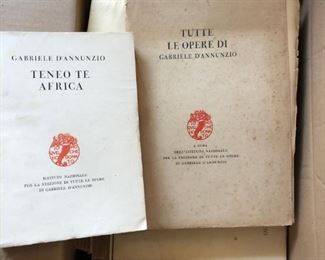 GABRIELE D'ANNUNZIO
TENEO TE
AFRICA
ISTITUTO NAZIONALE
PER LA EDIZIONE DI TUTTE LE OPERE
DI GABRIELE D'ANNUNZIO
TUTTE
LE OPERE DI
GABRIELE D'ANNUNZIO
A CURA
DELL'ISTITUTO NAZIONALE
PER LA EDIZIONE DI TUTTE LE OPERE
DI GABRIELE D'ANNUNZIO